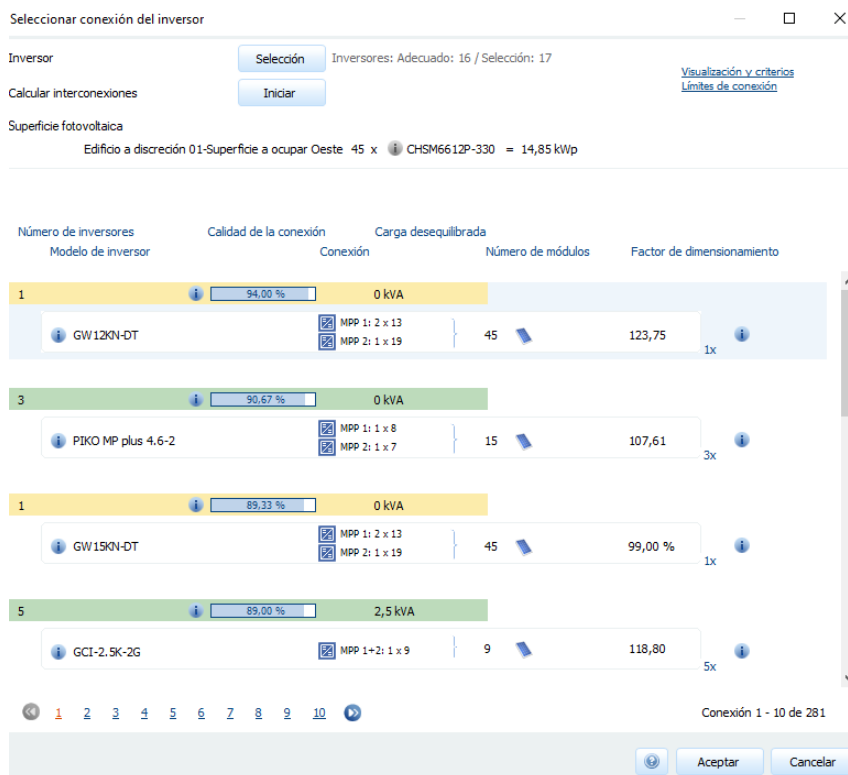 Seleccionar conexión del inversor
Inversor Selección Inversores: Adecuado: 16 / Selección: 17
Visualización y criterios
Calcular interconexiones Iniciar Límites de conexión
Superficie fotovoltaica
Edificio a discreción 01-Superficie a ocupar Oeste 45 x CHSM6612P-330 = 14,85 kWp
Número de inversores Calidad de la conexión Carga desequilibrada
Modelo de inversor Conexión Número de módulos Factor de dimensionamiento
1 94,00 % 0 kVA
GW12KN-DT MPP 1: 2 x 13 45 123,75
MPP 2: 1 x 19 1x
3 90,67 % 0 kVA
PIKO MP plus 4.6-2 MPP 1: 1 x 8 15 107,61
MPP 2: 1 x 7 3x
1 89,33 % 0 kVA
GW15KN-DT MPP 1: 2 x 13 45 99,00 %
MPP 2: 1 x 19 1x
5 89,00 % 2,5 kVA
GCI-2.5K-2G MPP 1+2: 1 x 9 9 118,80
5x
1 2 3 4 5 6 7 8 9 10 Conexión 1 - 10 de 281
Aceptar Cancelar